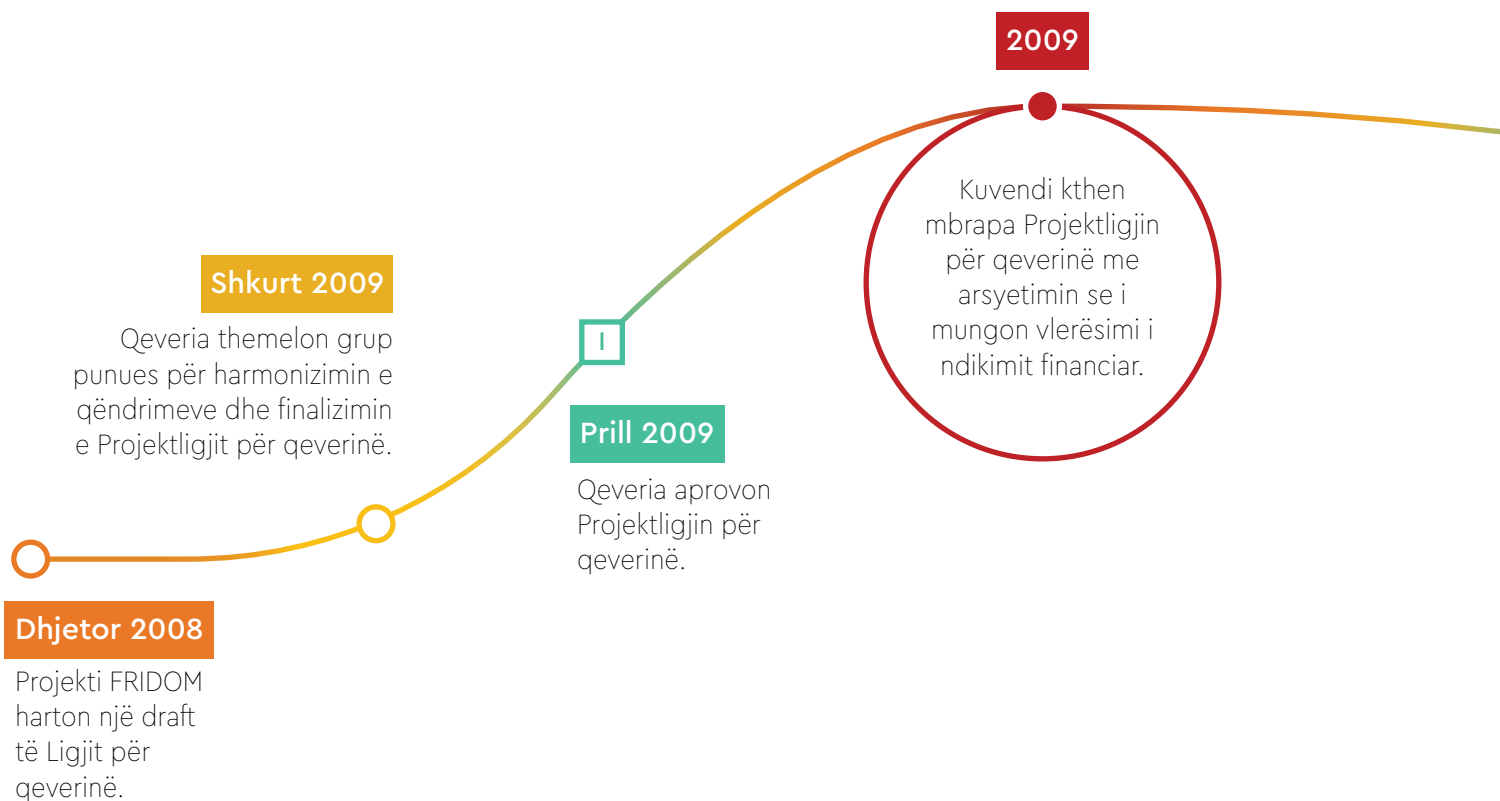 Dhjetor 2008
Projekti FRIDOM
harton një draft
të Ligjit për
qeverinë.
Shkurt 2009
Qeveria themelon grup
punues për harmonizimin e
qëndrimeve dhe finalizimin
e Projektligjit për qeverinë.
I
Prill 2009
Qeveria aprovon
Projektligjin për
qeverinë.
2009
Kuvendi kthen
mbrapa Projektligjin
për qeverinë me
arsyetimin se i
mungon vlerësimi i
ndikimit financiar.